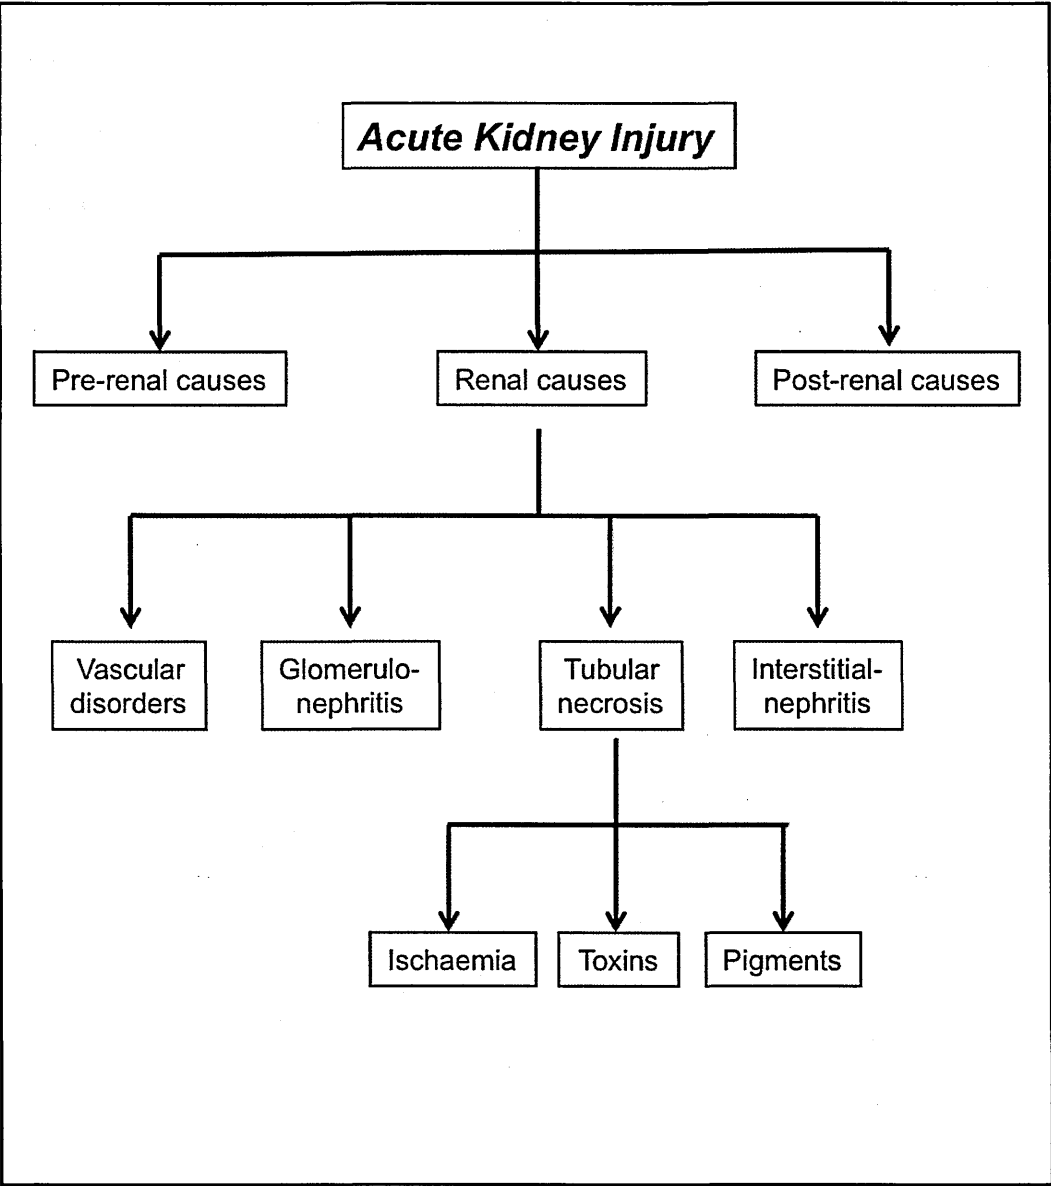 Acute Kidney Injury
Pre-renal causes
Renal causes
Post-renal causes
Vascular
disorders
Glomerulo-
nephritis
Tubular
necrosis
Interstitial-
nephritis
Ischaemia
Toxins
Pigments